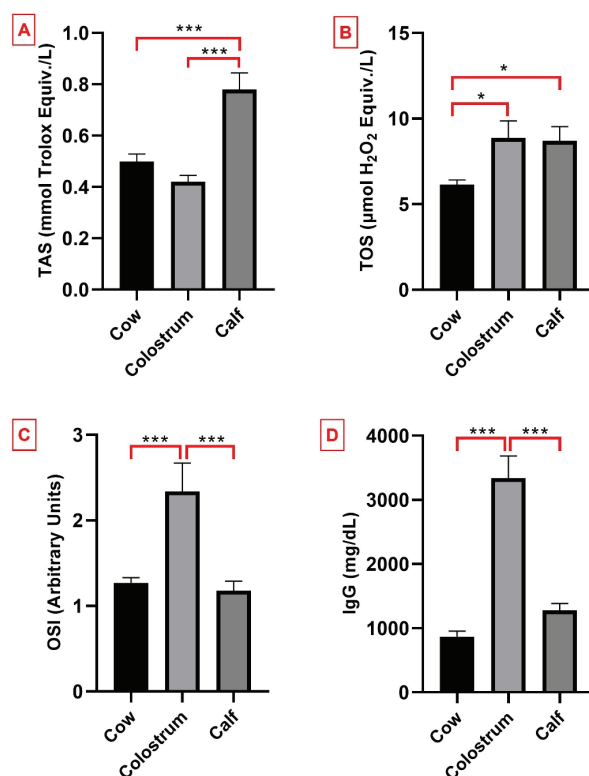 A
TAS (mmol Trolox Equiv./L)
1.0
0.8
0.6
0.4
0.2
0.0
***
***
Cow
Colostrum
Calf
B
TOS (µmol H₂O₂ Equiv./L)
15
10
5
0
*
*
Cow
Colostrum
Calf
C
OSI (Arbitrary Units)
3
2
1
0
***
***
Cow
Colostrum
Calf
D
IgG (mg/dL)
4000
3000
2000
1000
0
***
***
Cow
Colostrum
Calf